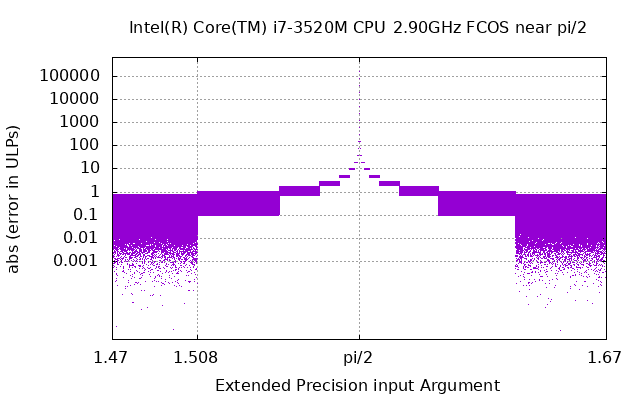 Intel(R) Core(TM) i7-3520M CPU 2.90GHz FCOS near pi/2
abs (error in ULPs)
100000
10000
1000
100
10
1
0.1
0.01
0.001
1.47 1.508 pi/2 1.67
Extended Precision input Argument